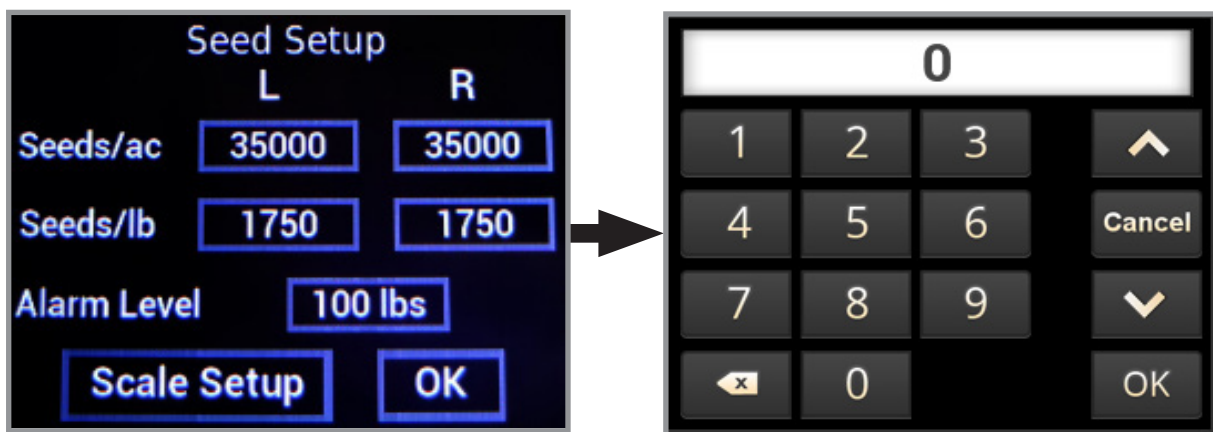 Seed Setup
L R
Seeds/ac 35000 35000
Seeds/lb 1750 1750
Alarm Level 100 lbs
Scale Setup OK
0
1 2 3
4 5 6 Cancel
7 8 9
x 0 OK